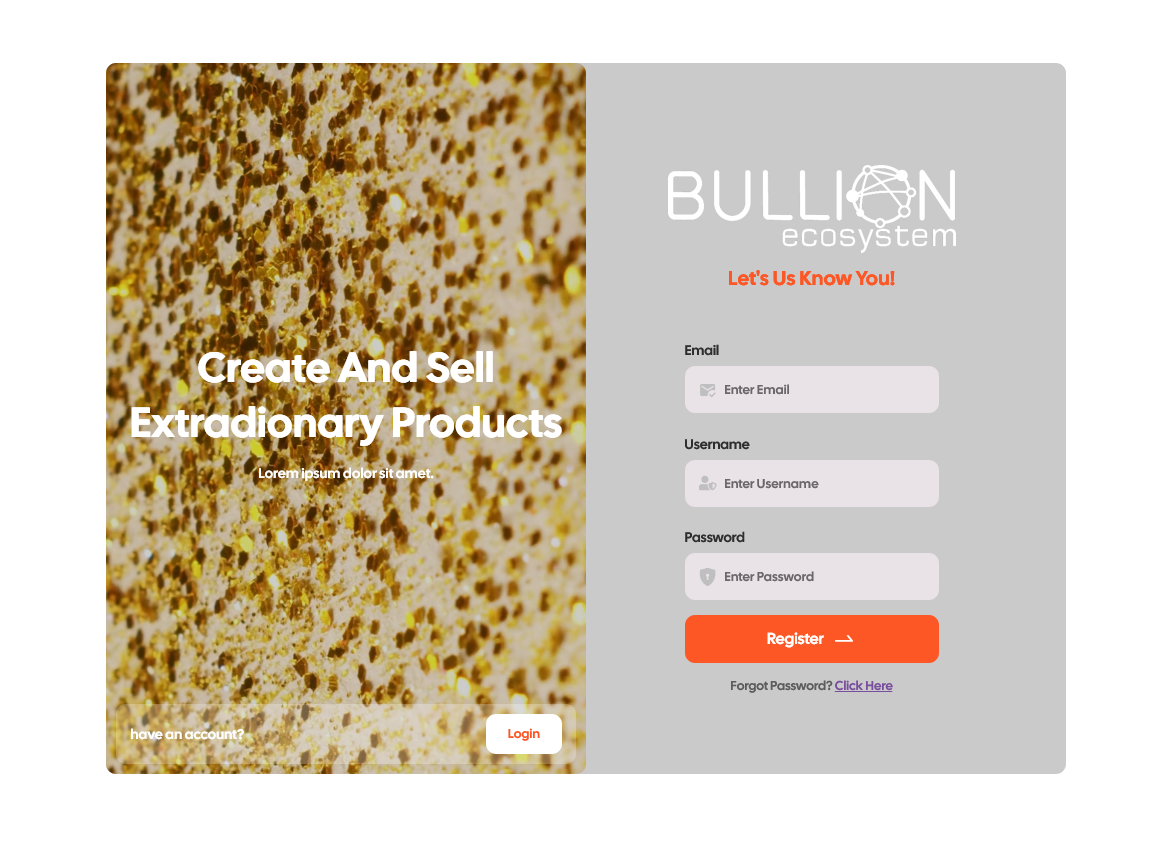 Create And Sell
Extradionary Products
Lorem ipsum dolor sit amet.
have an account?
Login
BULLION
ecosystem
Let's Us Know You!
Email
Enter Email
Username
Enter Username
Password
Enter Password
Register
Forgot Password? Click Here